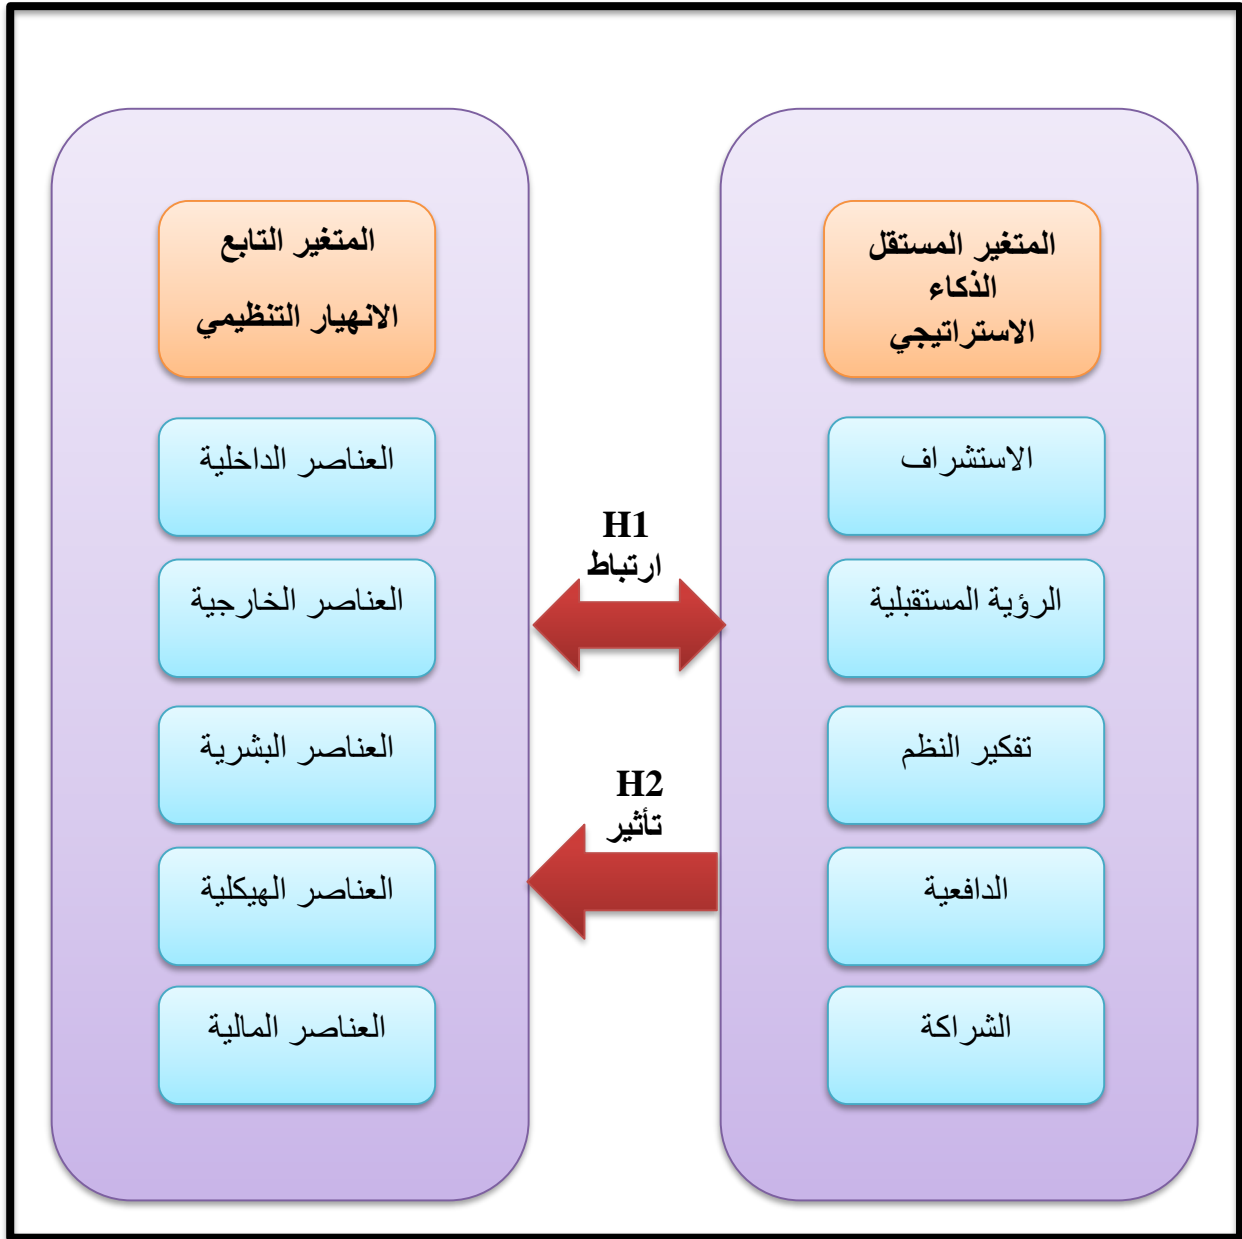 المتغير المستقل
الذكاء
الاستراتيجي
الاستشراف
الرؤية المستقبلية
تفكير النظم
الدافعية
الشراكة
H1
ارتباط
H2
تأثير
المتغير التابع
الانهيار التنظيمي
العناصر الداخلية
العناصر الخارجية
العناصر البشرية
العناصر الهيكلية
العناصر المالية